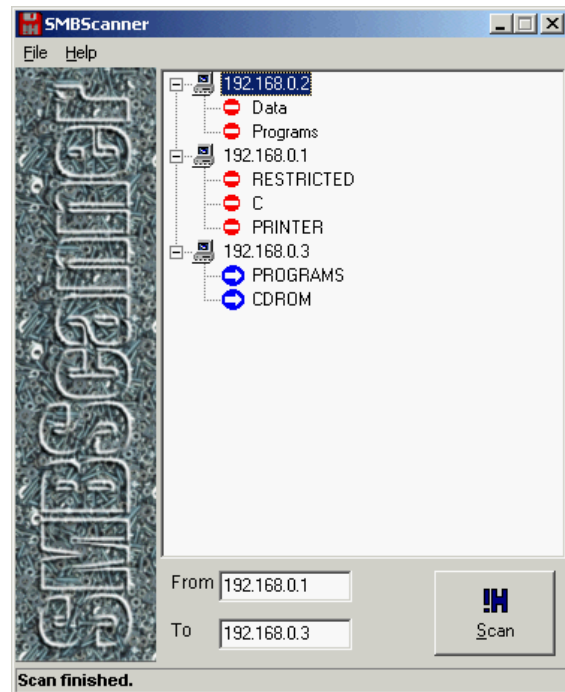 SMBScanner
File Help
SMBScanner
192.168.0.2
Data
Programs
192.168.0.1
RESTRICTED
C
PRINTER
192.168.0.3
PROGRAMS
CDROM
From 192.168.0.1
To 192.168.0.3
!H
Scan
Scan finished.